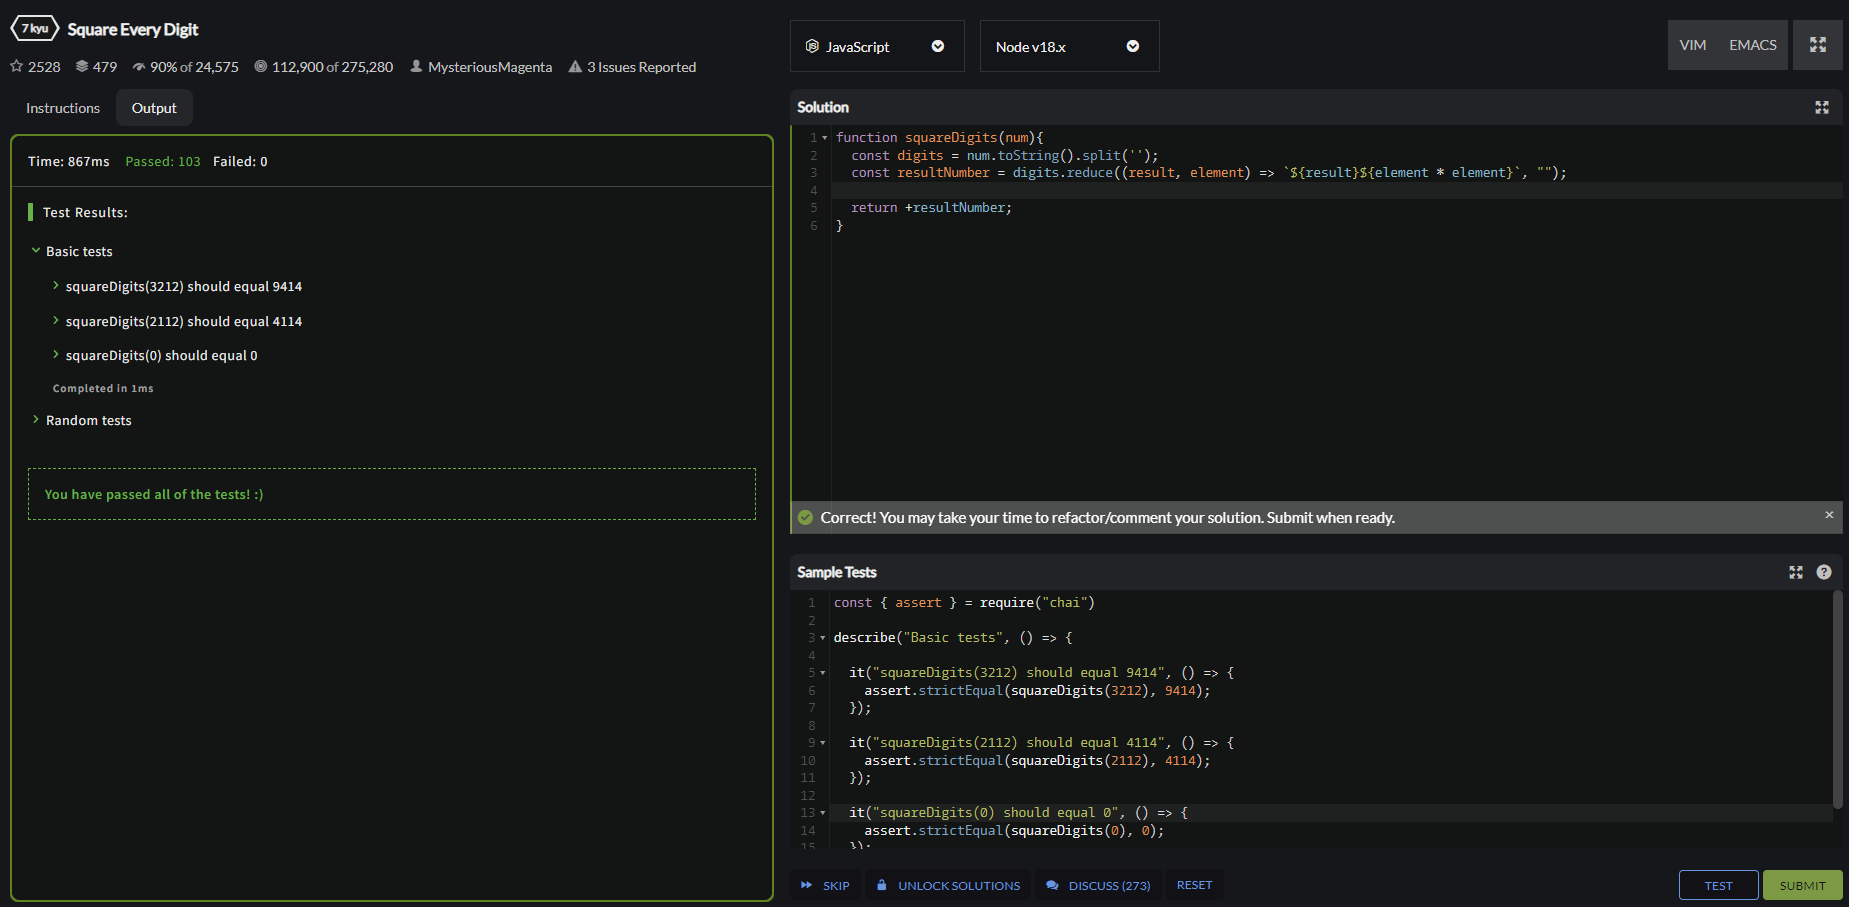 7 kyu Square Every Digit
2528 479 90% of 24,575 112,900 of 275,280 MysteriousMagenta 3 Issues Reported
Instructions Output
Time: 867ms Passed: 103 Failed: 0
Test Results:
Basic tests
squareDigits(3212) should equal 9414
squareDigits(2112) should equal 4114
squareDigits(0) should equal 0
Completed in 1ms
Random tests
You have passed all of the tests! :)
JavaScript Node v18.x VIM EMACS
Solution
1 function squareDigits(num){
2   const digits = num.toString().split('');
3   const resultNumber = digits.reduce((result, element) => `${result}${element * element}`, "");
4
5   return +resultNumber;
6 }
Correct! You may take your time to refactor/comment your solution. Submit when ready. ×
Sample Tests ?
1 const { assert } = require("chai")
2
3 describe("Basic tests", () => {
4
5   it("squareDigits(3212) should equal 9414", () => {
6     assert.strictEqual(squareDigits(3212), 9414);
7   });
8
9   it("squareDigits(2112) should equal 4114", () => {
10     assert.strictEqual(squareDigits(2112), 4114);
11   });
12
13   it("squareDigits(0) should equal 0", () => {
14     assert.strictEqual(squareDigits(0), 0);
15   });
SKIP UNLOCK SOLUTIONS DISCUSS (273) RESET TEST SUBMIT